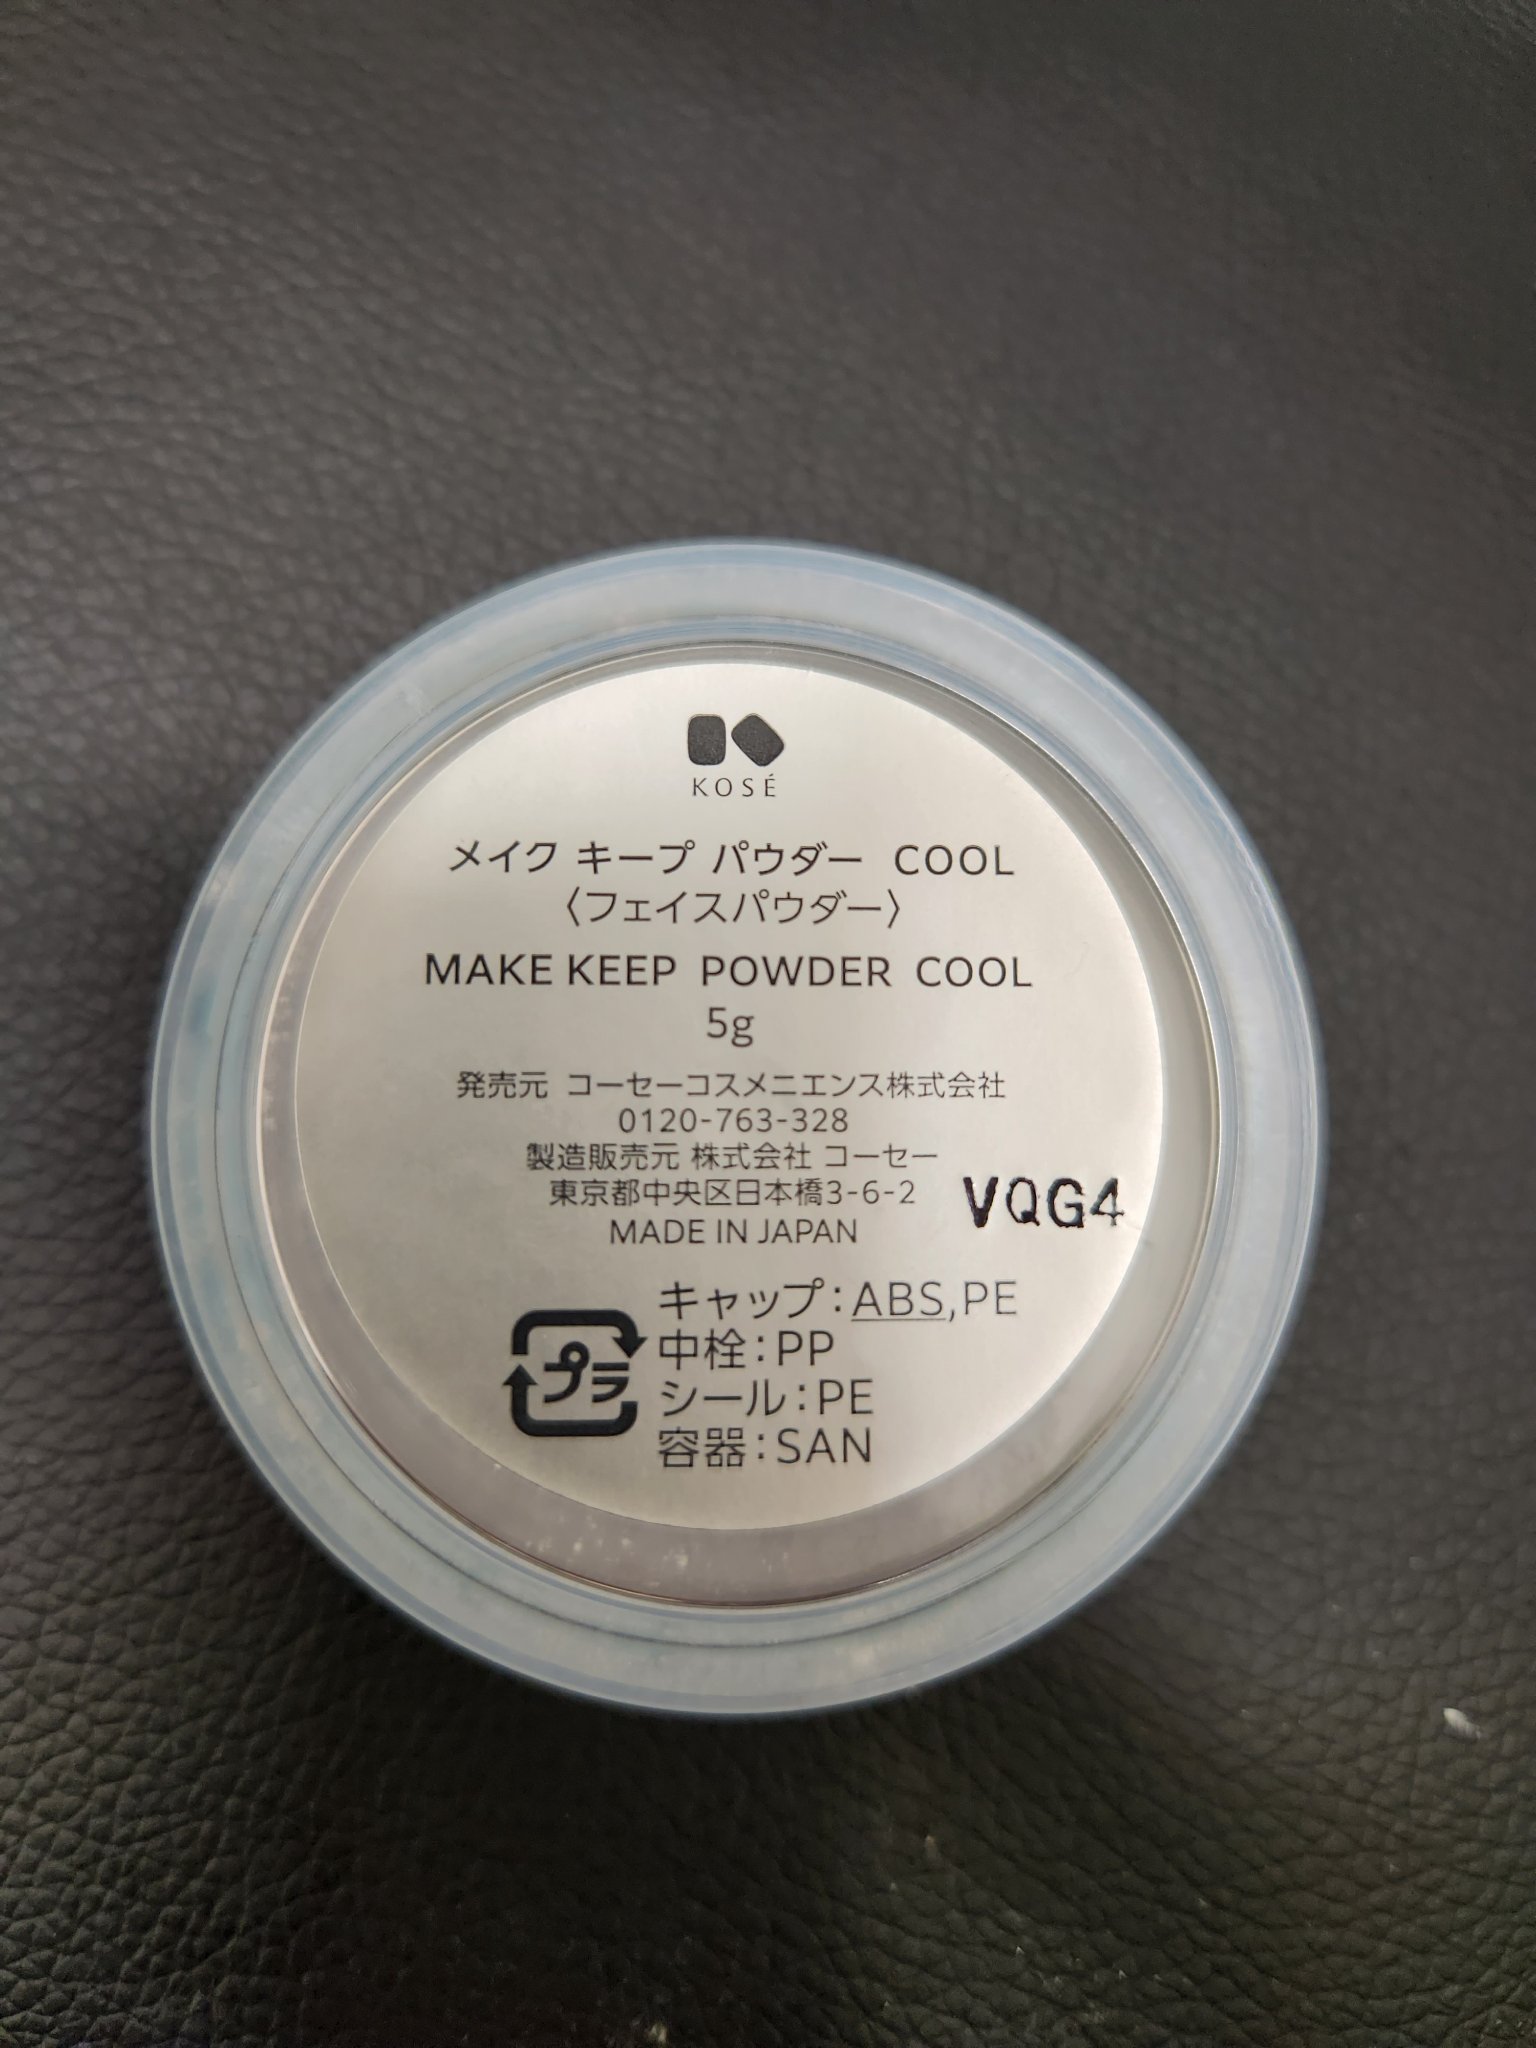 KOSÉ
メイク キープ パウダー COOL
〈フェイスパウダー〉
MAKE KEEP POWDER COOL
5g
発売元 コーセーコスメニエンス株式会社
0120-763-328
製造販売元 株式会社 コーセー
東京都中央区日本橋3-6-2
MADE IN JAPAN
VQG4
プラ
キャップ:ABS,PE
中栓:PP
シール:PE
容器:SAN